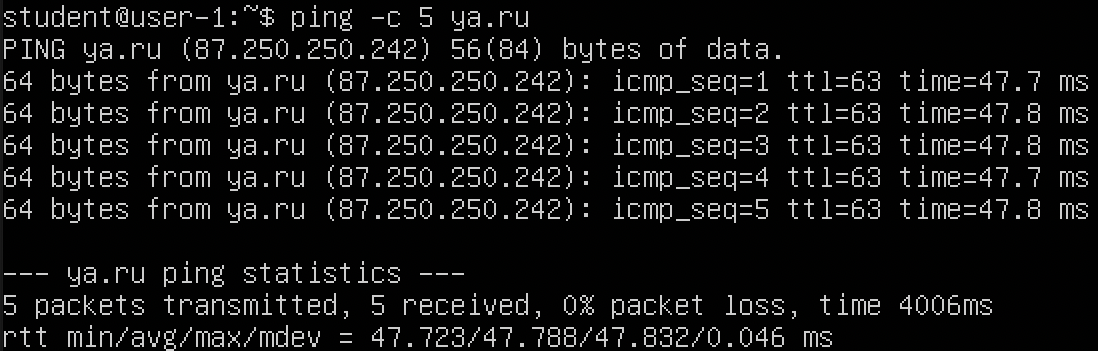 student@user-1:~$ ping -c 5 ya.ru
PING ya.ru (87.250.250.242) 56(84) bytes of data.
64 bytes from ya.ru (87.250.250.242): icmp_seq=1 ttl=63 time=47.7 ms
64 bytes from ya.ru (87.250.250.242): icmp_seq=2 ttl=63 time=47.8 ms
64 bytes from ya.ru (87.250.250.242): icmp_seq=3 ttl=63 time=47.8 ms
64 bytes from ya.ru (87.250.250.242): icmp_seq=4 ttl=63 time=47.7 ms
64 bytes from ya.ru (87.250.250.242): icmp_seq=5 ttl=63 time=47.8 ms
--- ya.ru ping statistics ---
5 packets transmitted, 5 received, 0% packet loss, time 4006ms
rtt min/avg/max/mdev = 47.723/47.788/47.832/0.046 ms